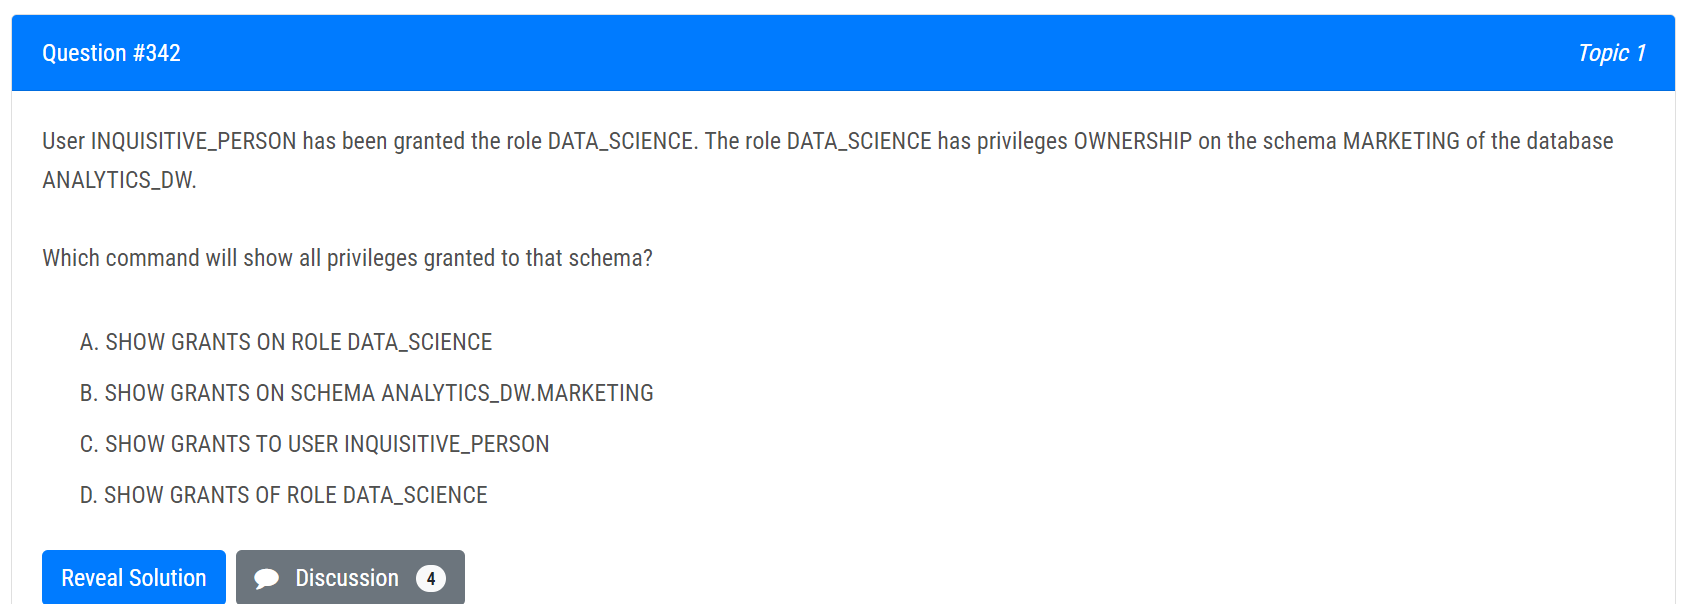 Question #342
Topic 1
User INQUISITIVE_PERSON has been granted the role DATA_SCIENCE. The role DATA_SCIENCE has privileges OWNERSHIP on the schema MARKETING of the database
ANALYTICS_DW.
Which command will show all privileges granted to that schema?
A. SHOW GRANTS ON ROLE DATA_SCIENCE
B. SHOW GRANTS ON SCHEMA ANALYTICS_DW.MARKETING
C. SHOW GRANTS TO USER INQUISITIVE_PERSON
D. SHOW GRANTS OF ROLE DATA_SCIENCE
Reveal Solution
Discussion 4